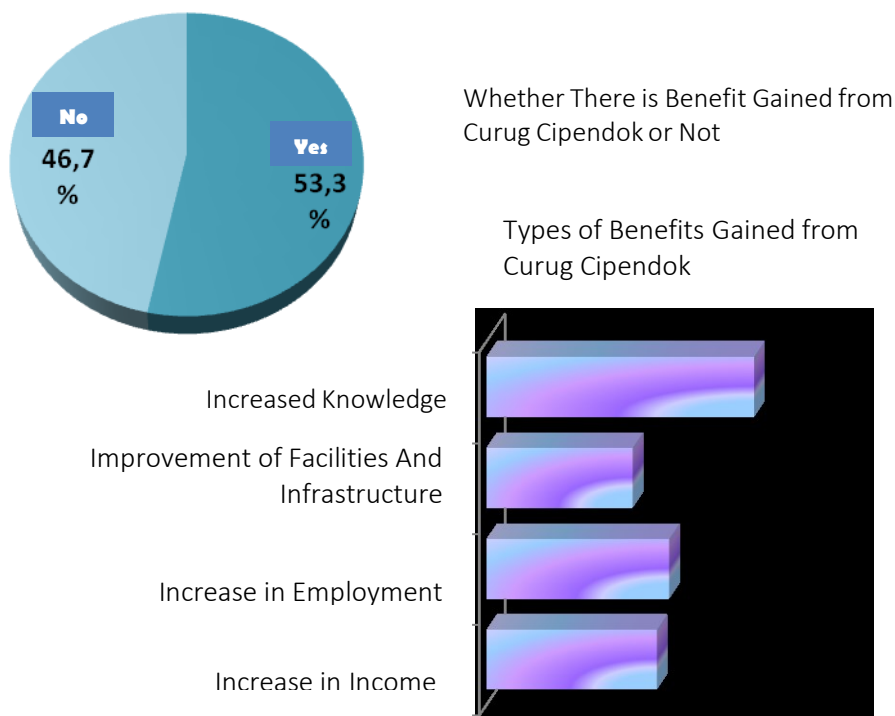 No
46,7
%
Yes
53,3
%
Whether There is Benefit Gained from
Curug Cipendok or Not
Types of Benefits Gained from
Curug Cipendok
Increased Knowledge
Improvement of Facilities And
Infrastructure
Increase in Employment
Increase in Income